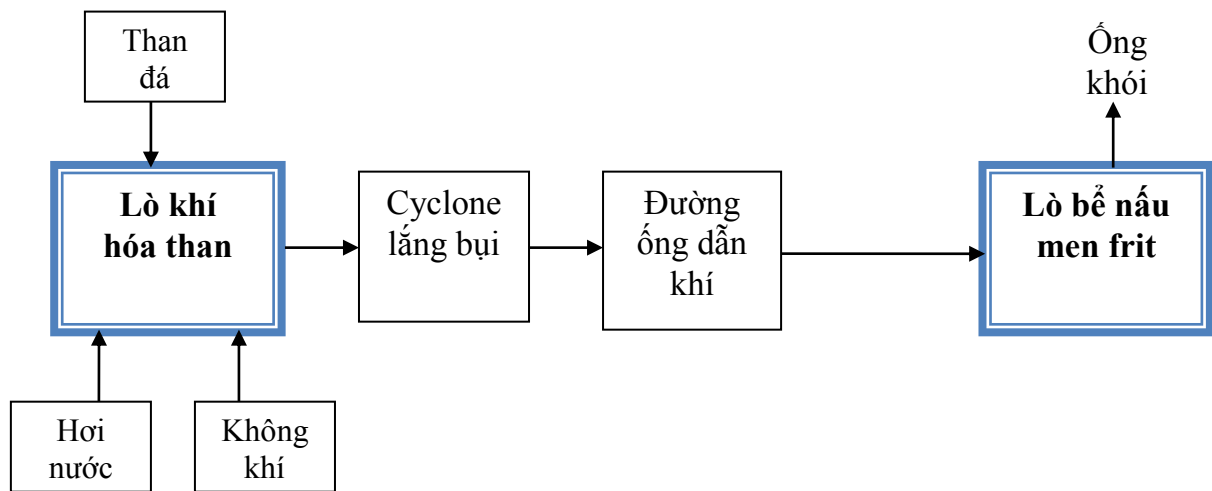 Than
đá
Ống
khói
Lò khí
hóa than
Cyclone
lắng bụi
Đường
ống dẫn
khí
Lò bể nấu
men frit
Hơi
nước
Không
khí